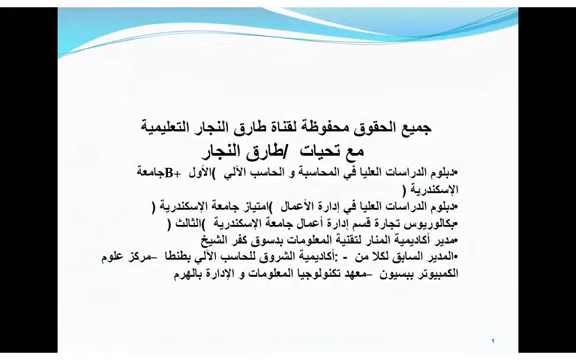 جميع الحقوق محفوظة لقناة طارق النجار التعليمية
مع تحيات /طارق النجار
•دبلوم الدراسات العليا في المحاسبة و الحاسب الآلي )الأول +Bجامعة
الإسكندرية (
•دبلوم الدراسات العليا في إدارة الأعمال )امتياز جامعة الإسكندرية (
•بكالوريوس تجارة قسم إدارة أعمال جامعة الإسكندرية )الثالث (
•مدير أكاديمية المنار لتقنية المعلومات بدسوق كفر الشيخ
•المدير السابق لكلا من - :أكاديمية الشروق للحاسب الآلي بطنطا –مركز علوم
الكمبيوتر ببسيون –معهد تكنولوجيا المعلومات و الإدارة بالهرم
٢